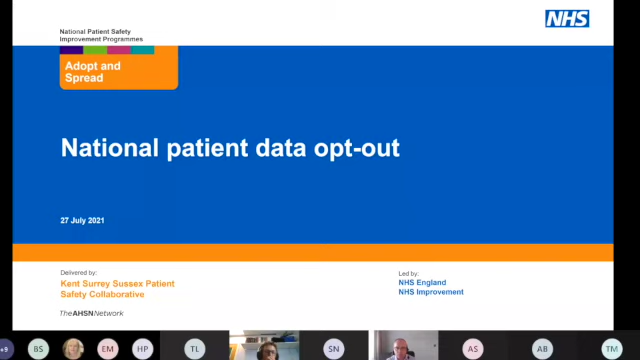 National Patient Safety
Improvement Programmes
NHS
Adopt and
Spread
National patient data opt-out
27 July 2021
Delivered by:
Kent Surrey Sussex Patient
Safety Collaborative
TheAHSNNetwork
Led by:
NHS England
NHS Improvement
+9
BS
EM
HP
TL
SN
AS
AB
TM